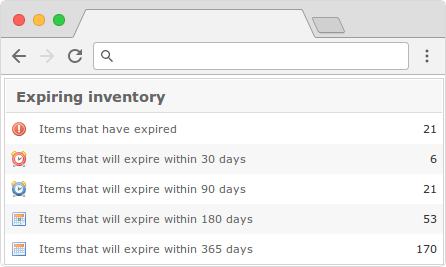 Expiring inventory
Items that have expired 21
Items that will expire within 30 days 6
Items that will expire within 90 days 21
Items that will expire within 180 days 53
Items that will expire within 365 days 170